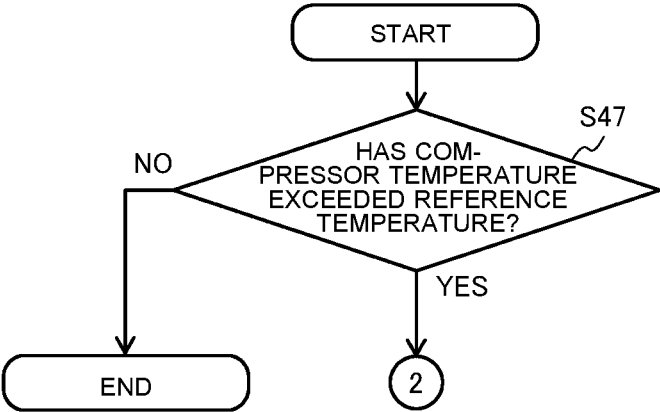 START
S47
HAS COM-
PRESSOR TEMPERATURE
EXCEEDED REFERENCE
TEMPERATURE?
NO
YES
END
2